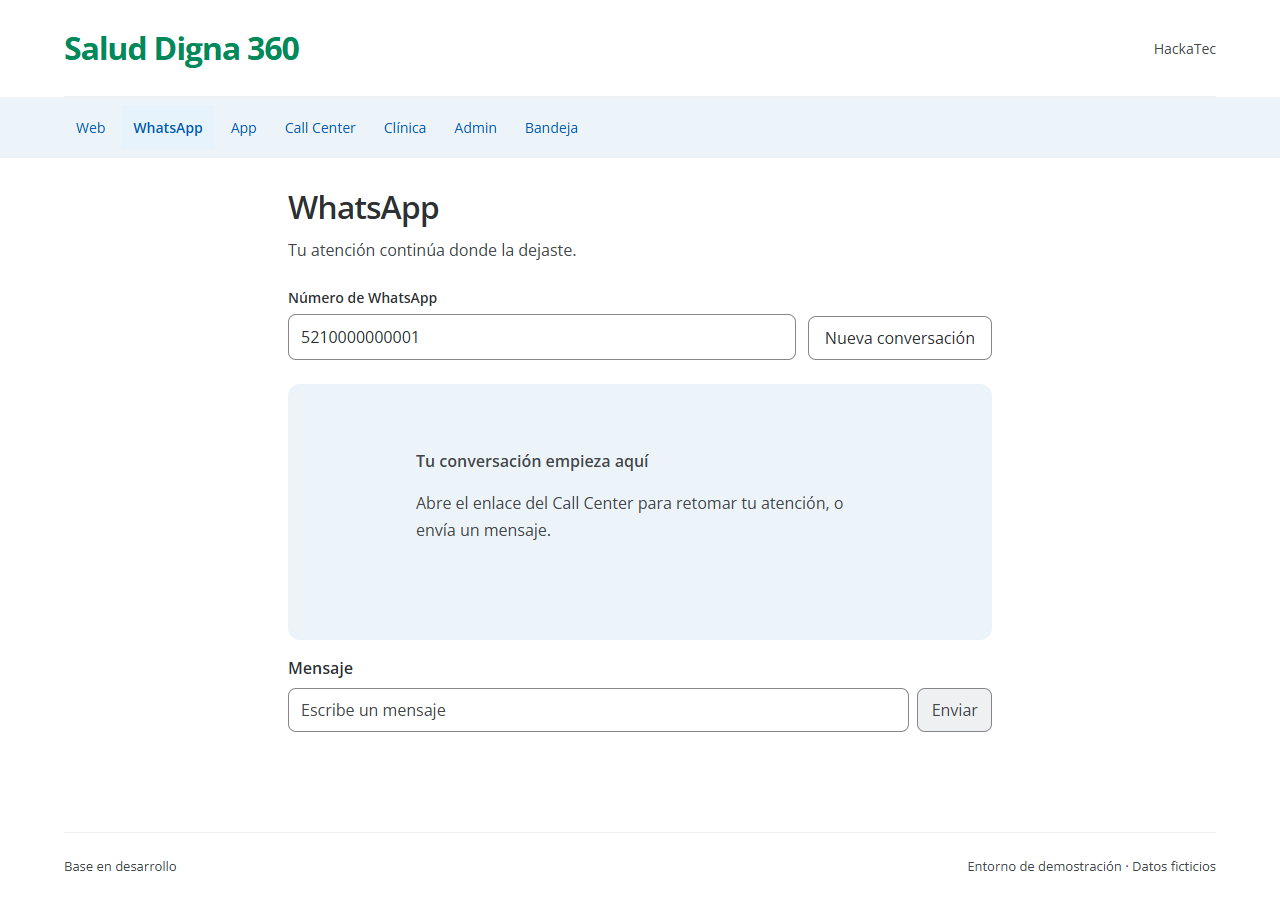 Salud Digna 360
HackaTec
Web
WhatsApp
App
Call Center
Clínica
Admin
Bandeja
WhatsApp
Tu atención continúa donde la dejaste.
Número de WhatsApp
5210000000001
Nueva conversación
Tu conversación empieza aquí
Abre el enlace del Call Center para retomar tu atención, o
envía un mensaje.
Mensaje
Escribe un mensaje
Enviar
Base en desarrollo
Entorno de demostración · Datos ficticios